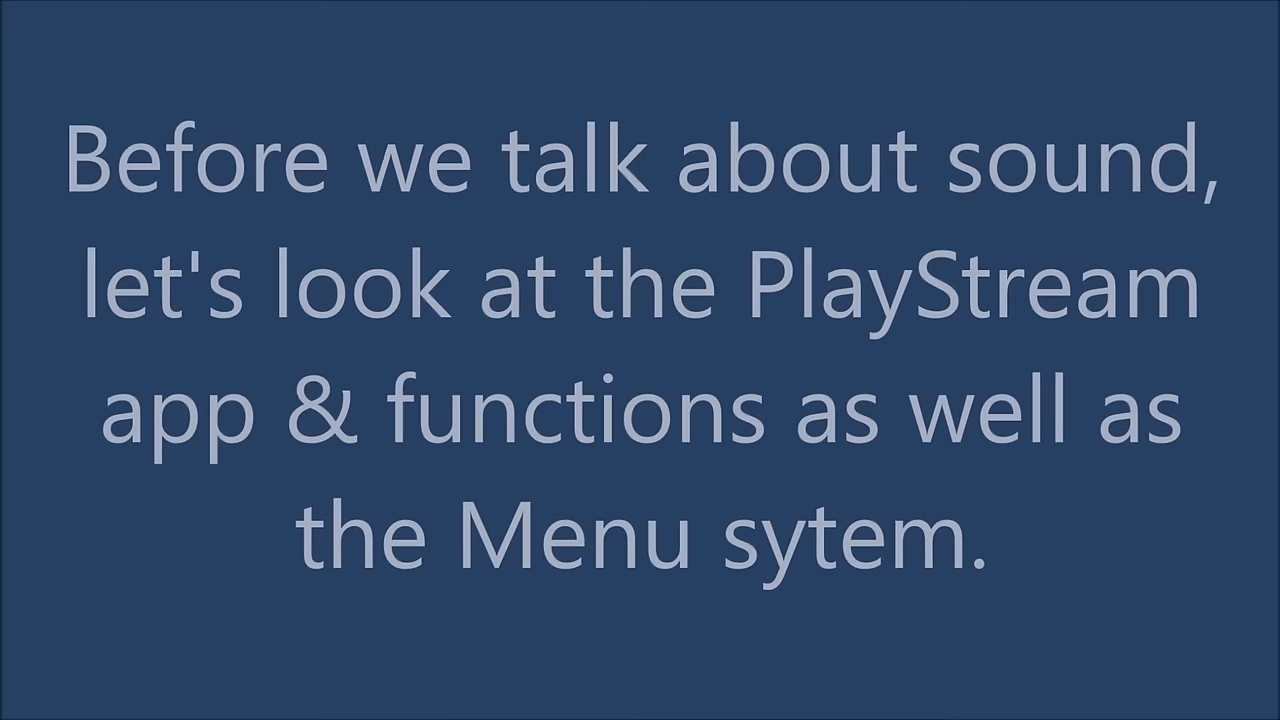 Before we talk about sound,
let's look at the PlayStream
app & functions as well as
the Menu sytem.